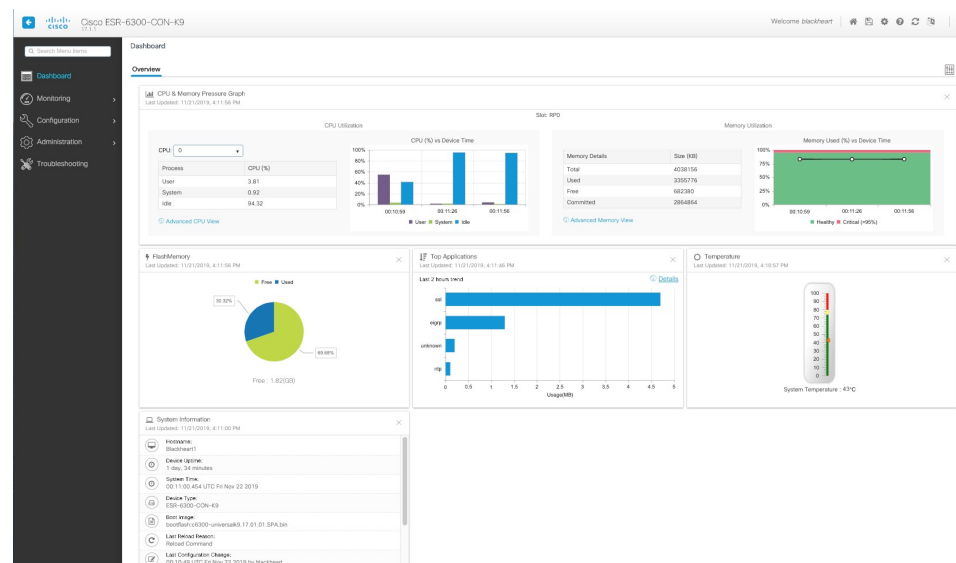 cisco
Cisco ESR-6300-CON-K9
17.1.1
Welcome blackheart
Search Menu Items
Dashboard
Monitoring
Configuration
Administration
Troubleshooting
Dashboard
Overview
CPU & Memory Pressure Graph
Last Updated: 11/21/2019, 4:11:56 PM
Slot: RP0
CPU Utilization
CPU: 0
Process CPU (%)
User 3.81
System 0.92
Idle 94.32
Advanced CPU View
CPU (%) vs Device Time
100%
80%
60%
40%
20%
0%
00:10:59 00:11:26 00:11:56
User System Idle
Memory Utilization
Memory Details Size (KB)
Total 4038156
Used 3355776
Free 682380
Committed 2864864
Advanced Memory View
Memory Used (%) vs Device Time
100%
75%
50%
25%
0%
00:10:59 00:11:26 00:11:56
Healthy Critical (>95%)
FlashMemory
Last Updated: 11/21/2019, 4:11:56 PM
Free Used
30.32%
69.68%
Free : 1.82(GB)
Top Applications
Last Updated: 11/21/2019, 4:11:46 PM
Last 2 hours trend
Details
ssl
eigrp
unknown
ntp
0 0.5 1 1.5 2 2.5 3 3.5 4 4.5 5
Usage(MB)
Temperature
Last Updated: 11/21/2019, 4:10:57 PM
100
90
80
70
60
50
40
30
20
10
0
System Temperature : 43°C
System Information
Last Updated: 11/21/2019, 4:11:00 PM
Hostname:
Blackheart1
Device Uptime:
1 day, 34 minutes
System Time:
00:11:00.454 UTC Fri Nov 22 2019
Device Type:
ESR-6300-CON-K9
Boot Image:
bootflash:c6300-universalk9.17.01.01.SPA.bin
Last Reload Reason:
Reload Command
Last Configuration Change:
00:10:49 UTC Fri Nov 22 2019 by blackheart